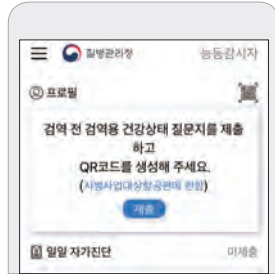 질병관리청 능동감시자
프로필
검역 전 검역용 건강상태 질문지를 제출
하고
QR코드를 생성해 주세요.
(시범사업대상항공편에 한함)
제출
일일 자가진단 미제출